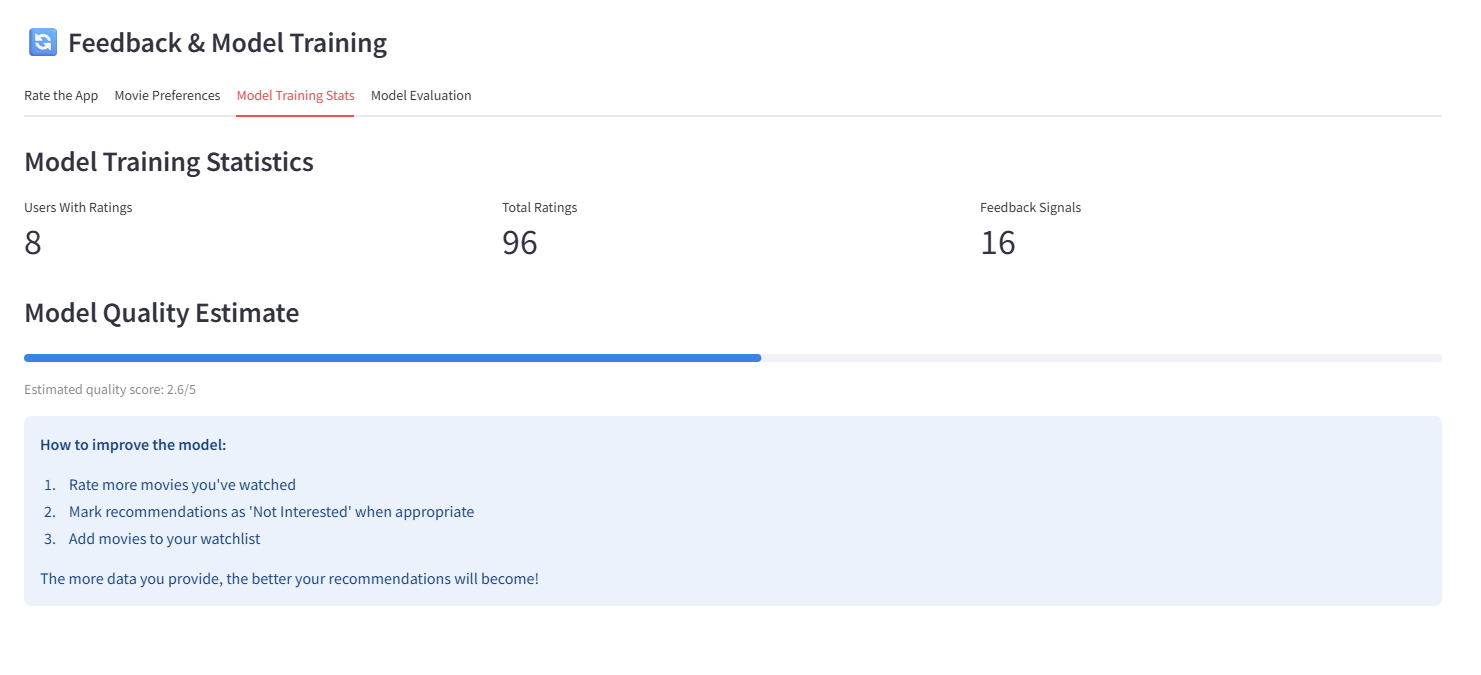 Feedback & Model Training
Rate the App Movie Preferences Model Training Stats Model Evaluation
Model Training Statistics
Users With Ratings Total Ratings Feedback Signals
8 96 16
Model Quality Estimate
Estimated quality score: 2.6/5
How to improve the model:
1. Rate more movies you've watched
2. Mark recommendations as 'Not Interested' when appropriate
3. Add movies to your watchlist
The more data you provide, the better your recommendations will become!